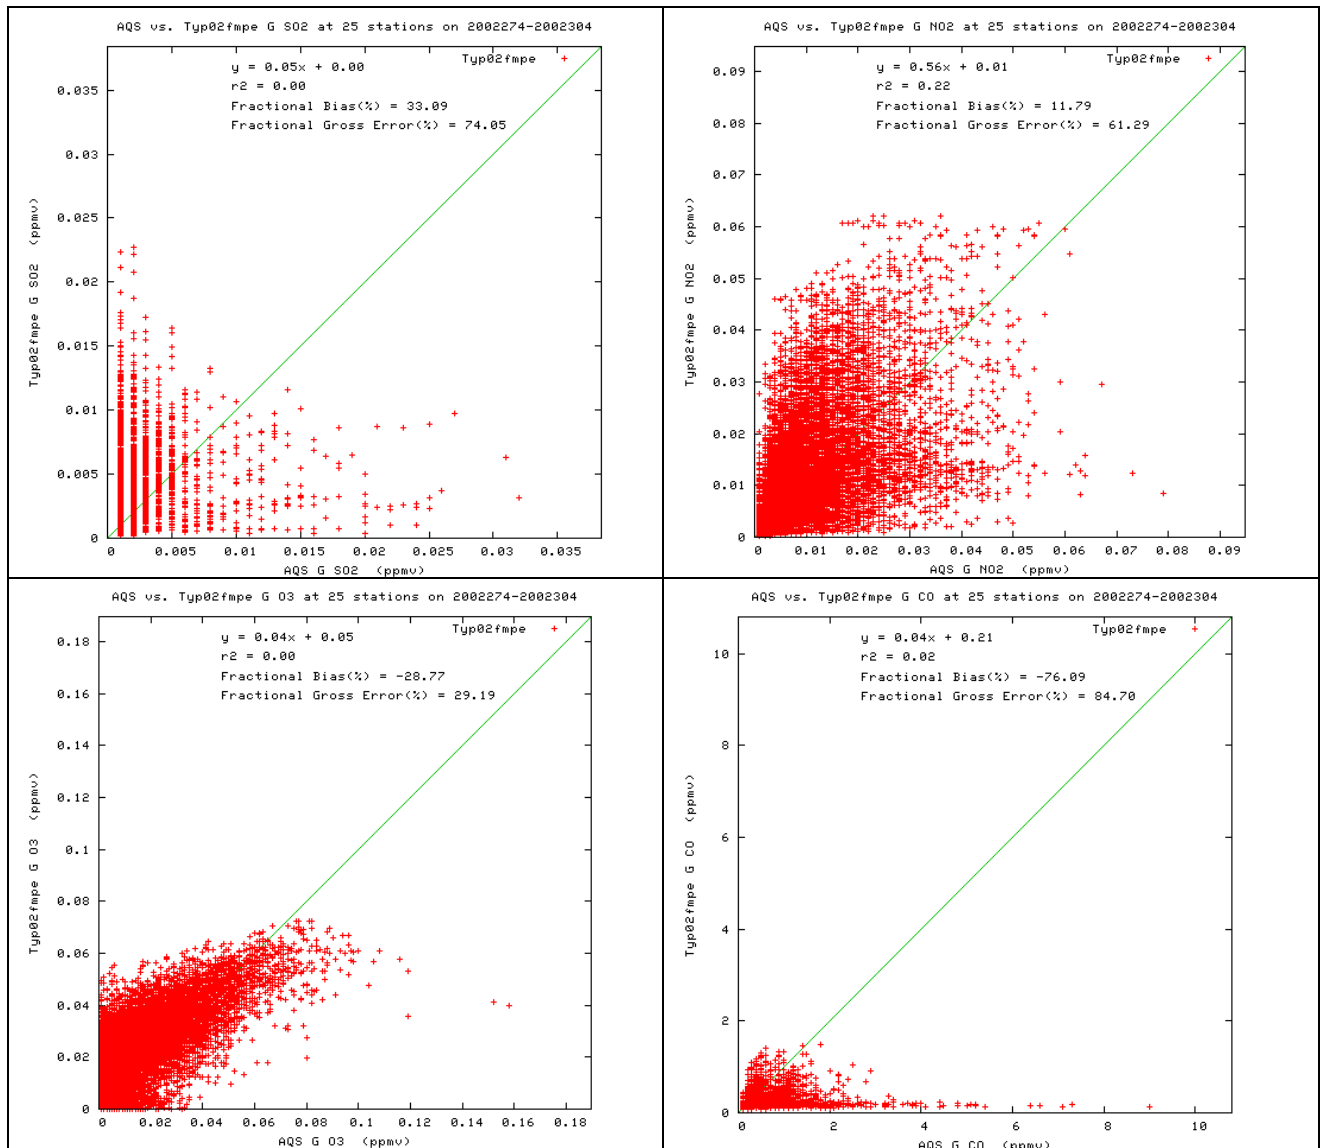 AQS vs. Typ02fmpe G SO2 at 25 stations on 2002274-2002304
Typ02fmpe
y = 0.05x + 0.00
r2 = 0.00
Fractional Bias(%) = 33.09
Fractional Gross Error(%) = 74.05
Typ02fmpe G SO2 (ppmv)
0.035
0.03
0.025
0.02
0.015
0.01
0.005
0
0 0.005 0.01 0.015 0.02 0.025 0.03 0.035
AQS G SO2 (ppmv)
AQS vs. Typ02fmpe G NO2 at 25 stations on 2002274-2002304
Typ02fmpe
y = 0.56x + 0.01
r2 = 0.22
Fractional Bias(%) = 11.79
Fractional Gross Error(%) = 61.29
Typ02fmpe G NO2 (ppmv)
0.09
0.08
0.07
0.06
0.05
0.04
0.03
0.02
0.01
0
0 0.01 0.02 0.03 0.04 0.05 0.06 0.07 0.08 0.09
AQS G NO2 (ppmv)
AQS vs. Typ02fmpe G O3 at 25 stations on 2002274-2002304
Typ02fmpe
y = 0.04x + 0.05
r2 = 0.00
Fractional Bias(%) = -28.77
Fractional Gross Error(%) = 29.19
Typ02fmpe G O3 (ppmv)
0.18
0.16
0.14
0.12
0.1
0.08
0.06
0.04
0.02
0
0 0.02 0.04 0.06 0.08 0.1 0.12 0.14 0.16 0.18
AQS G O3 (ppmv)
AQS vs. Typ02fmpe G CO at 25 stations on 2002274-2002304
Typ02fmpe
y = 0.04x + 0.21
r2 = 0.02
Fractional Bias(%) = -76.09
Fractional Gross Error(%) = 84.70
Typ02fmpe G CO (ppmv)
10
8
6
4
2
0
0 2 4 6 8 10
AQS G CO (ppmv)